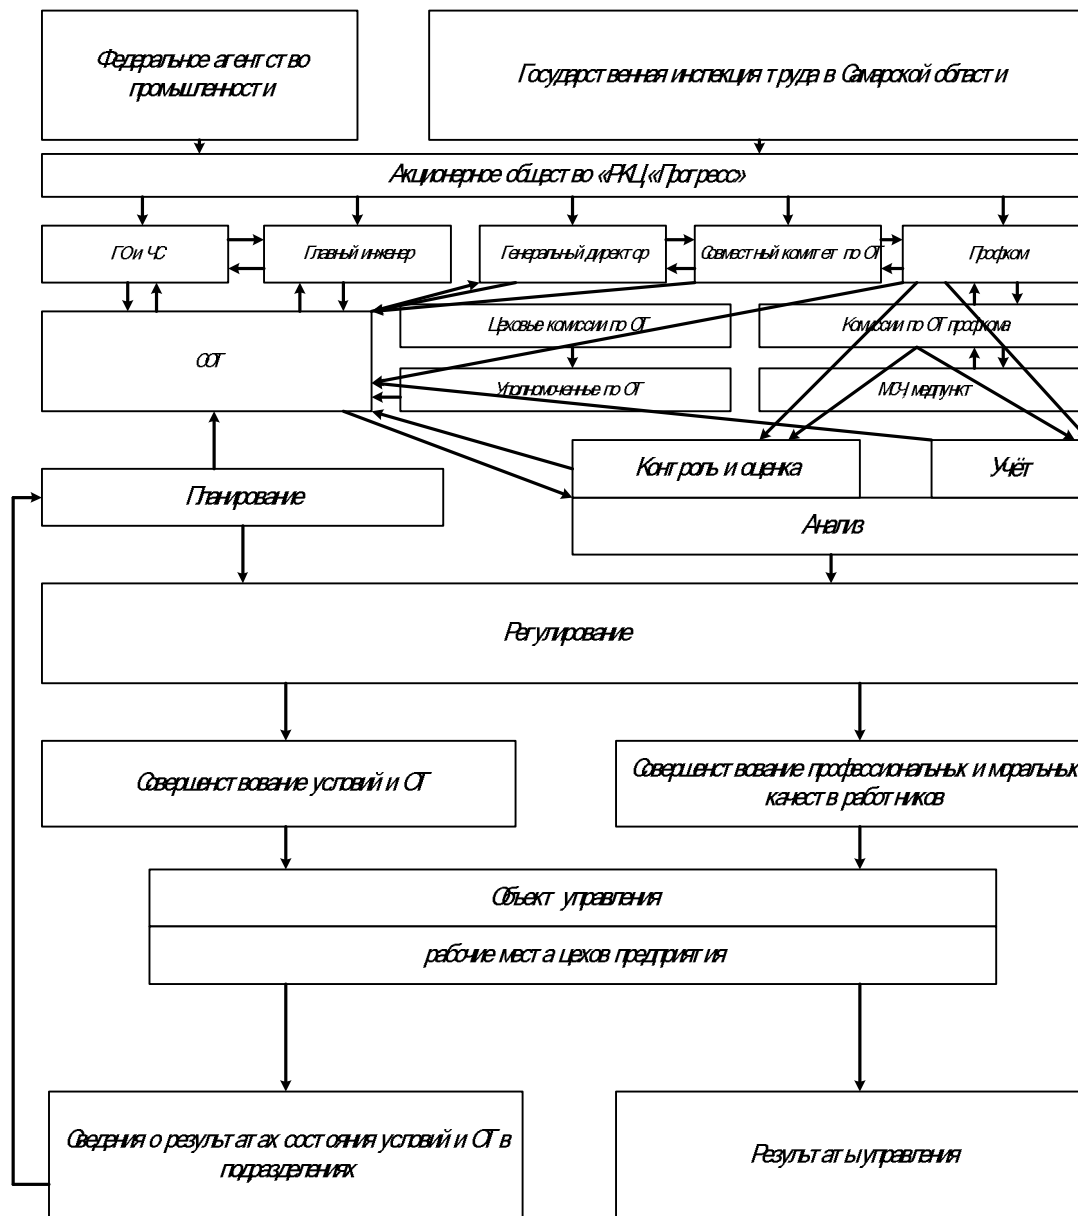 Федеральное агентство
промышленности
Государственная инспекция труда в Самарской области
Акционерное общество «РКЦ «Прогресс»
ГО и ЧС
Главный инженер
Генеральный директор
Совместный комитет по ОТ
Профком
ООТ
Цеховые комиссии по ОТ
Комиссии по ОТ профкома
Уполномоченные по ОТ
МСЧ, медпункт
Контроль и оценка
Учёт
Планирование
Анализ
Регулирование
Совершенствование условий и ОТ
Совершенствование профессиональных и моральных
качеств работников
Объект управления
рабочие места цехов предприятия
Сведения о результатах состояния условий и ОТ в
подразделениях
Результаты управления